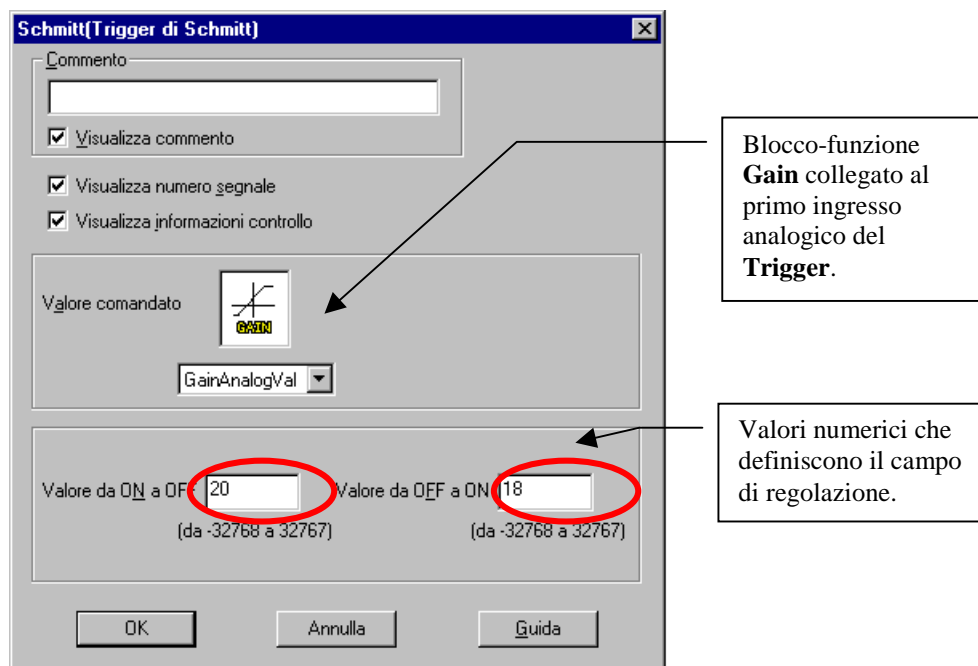 Schmitt(Trigger di Schmitt)
Commento
Visualizza commento
Visualizza numero segnale
Visualizza informazioni controllo
Valore comandato
GAIN
GainAnalogVal
Valore da ON a OFF
20
Valore da OFF a ON
18
(da -32768 a 32767)
(da -32768 a 32767)
OK
Annulla
Guida
Blocco-funzione
Gain collegato al
primo ingresso
analogico del
Trigger.
Valori numerici che
definiscono il campo
di regolazione.